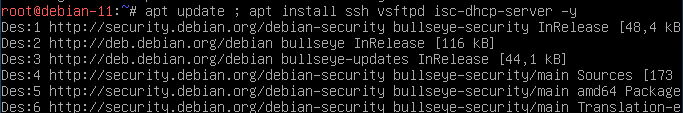 root@debian-11:~# apt update ; apt install ssh vsftpd isc-dhcp-server -y
Des:1 http://security.debian.org/debian-security bullseye-security InRelease [48,4 kB
Des:2 http://deb.debian.org/debian bullseye InRelease [116 kB]
Des:3 http://deb.debian.org/debian bullseye-updates InRelease [44,1 kB]
Des:4 http://security.debian.org/debian-security bullseye-security/main Sources [173
Des:5 http://security.debian.org/debian-security bullseye-security/main amd64 Package
Des:6 http://security.debian.org/debian-security bullseye-security/main Translation-e